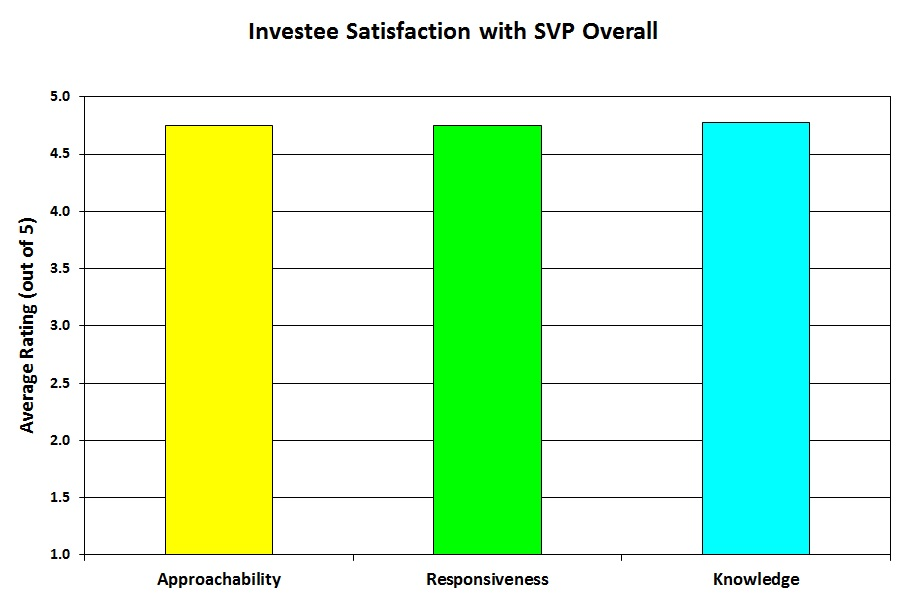 Investee Satisfaction with SVP Overall
Average Rating (out of 5)
5.0
4.5
4.0
3.5
3.0
2.5
2.0
1.5
1.0
Approachability
Responsiveness
Knowledge